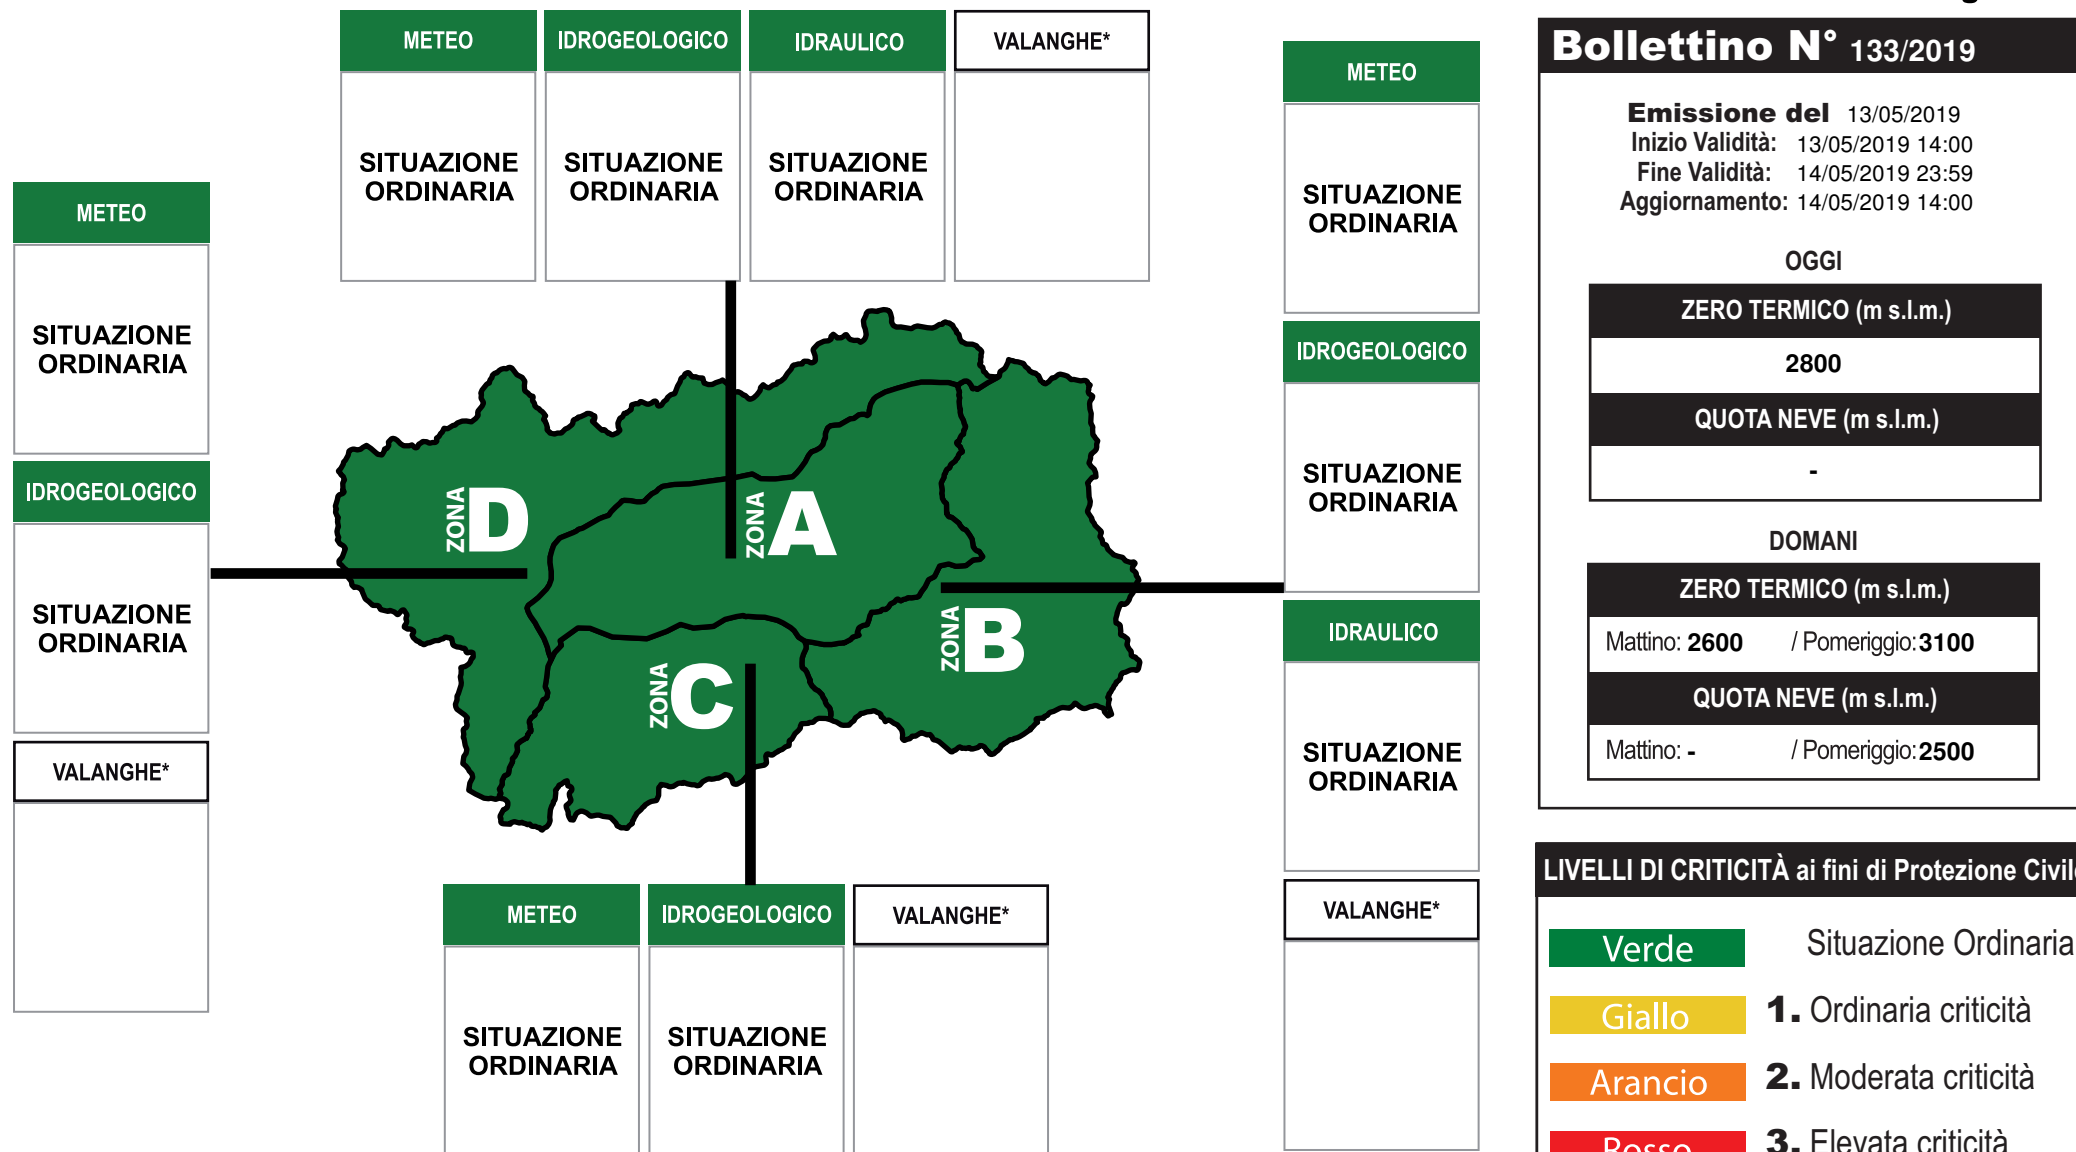 METEO
SITUAZIONE
ORDINARIA
IDROGEOLOGICO
SITUAZIONE
ORDINARIA
IDRAULICO
SITUAZIONE
ORDINARIA
VALANGHE*
METEO
SITUAZIONE
ORDINARIA
IDROGEOLOGICO
SITUAZIONE
ORDINARIA
VALANGHE*
ZONA D
ZONA A
ZONA B
ZONA C
METEO
SITUAZIONE
ORDINARIA
IDROGEOLOGICO
SITUAZIONE
ORDINARIA
IDRAULICO
SITUAZIONE
ORDINARIA
VALANGHE*
METEO
SITUAZIONE
ORDINARIA
IDROGEOLOGICO
SITUAZIONE
ORDINARIA
VALANGHE*
Bollettino N° 133/2019
Emissione del 13/05/2019
Inizio Validità: 13/05/2019 14:00
Fine Validità: 14/05/2019 23:59
Aggiornamento: 14/05/2019 14:00
OGGI
ZERO TERMICO (m s.l.m.)
2800
QUOTA NEVE (m s.l.m.)
-
DOMANI
ZERO TERMICO (m s.l.m.)
Mattino: 2600 / Pomeriggio: 3100
QUOTA NEVE (m s.l.m.)
Mattino: - / Pomeriggio: 2500
LIVELLI DI CRITICITÀ ai fini di Protezione Civile
Verde Situazione Ordinaria
Giallo 1. Ordinaria criticità
Arancio 2. Moderata criticità
Rosso 3. Elevata criticità